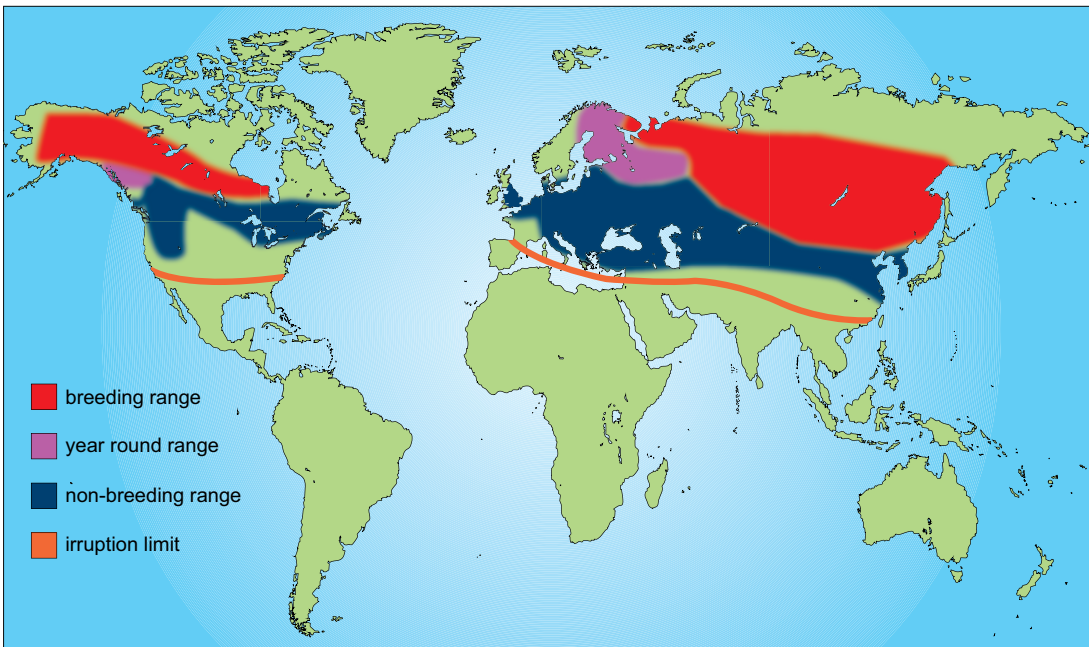 breeding range
year round range
non-breeding range
irruption limit